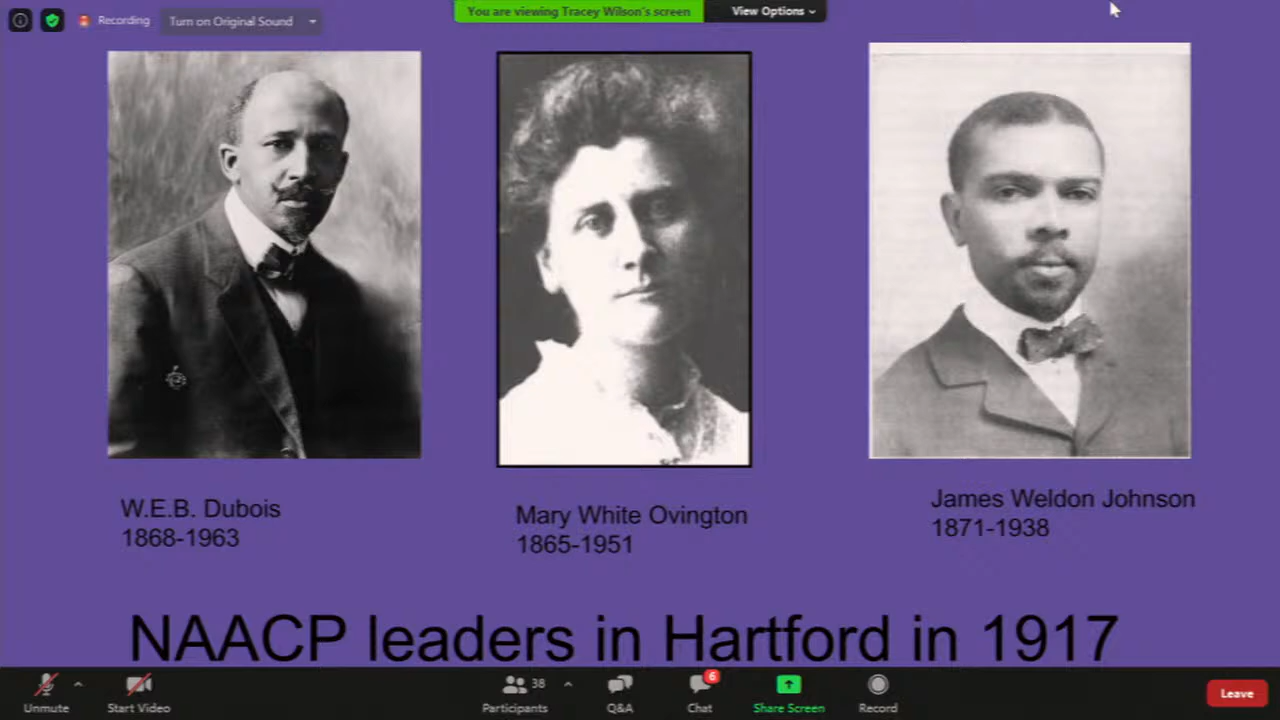 Recording
Turn on Original Sound
You are viewing Tracey Wilson's screen
View Options
W.E.B. Dubois
1868-1963
Mary White Ovington
1865-1951
James Weldon Johnson
1871-1938
NAACP leaders in Hartford in 1917
Unmute
Start Video
38
Participants
Q&A
6
Chat
Share Screen
Record
Leave